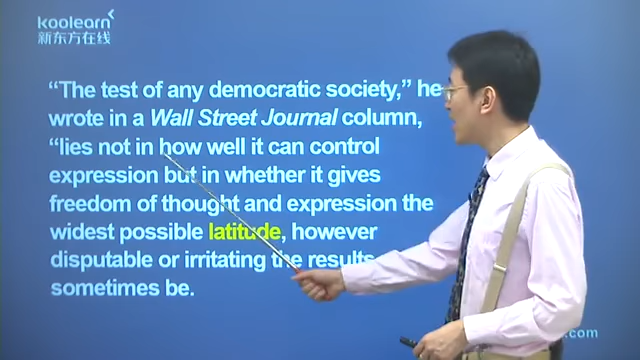 koolearn
新东方在线
“The test of any democratic society,” he
wrote in a Wall Street Journal column,
“lies not in how well it can control
expression but in whether it gives
freedom of thought and expression the
widest possible latitude, however
disputable or irritating the results
sometimes be.
.com